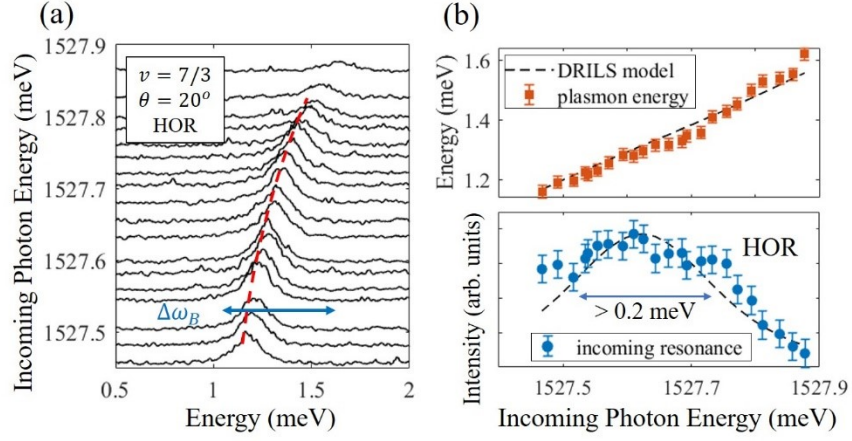 (a)
1527.9
1527.8
1527.7
1527.6
1527.5
Incoming Photon Energy (meV)
ν = 7/3
θ = 20°
HOR
Δω_B
0.5 1 1.5 2
Energy (meV)
(b)
1.6
1.4
1.2
Energy (meV)
DRILS model
plasmon energy
Intensity (arb. units)
HOR
> 0.2 meV
incoming resonance
1527.5 1527.7 1527.9
Incoming Photon Energy (meV)